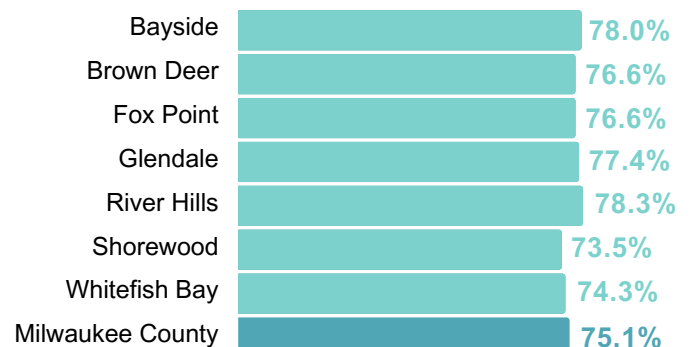 Bayside 78.0%
Brown Deer 76.6%
Fox Point 76.6%
Glendale 77.4%
River Hills 78.3%
Shorewood 73.5%
Whitefish Bay 74.3%
Milwaukee County 75.1%